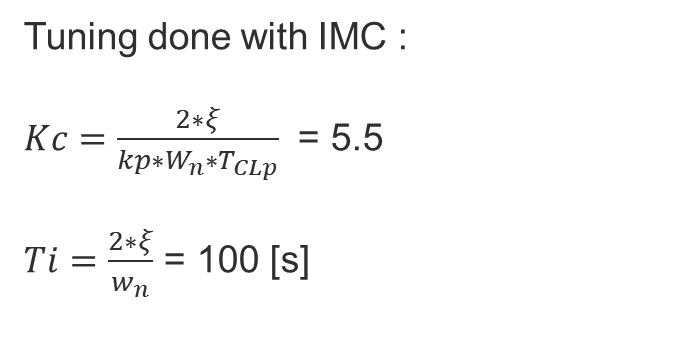 Tuning done with IMC :
Kc = 2*ξ / kp*Wn*TCLp = 5.5
Ti = 2*ξ / wn = 100 [s]